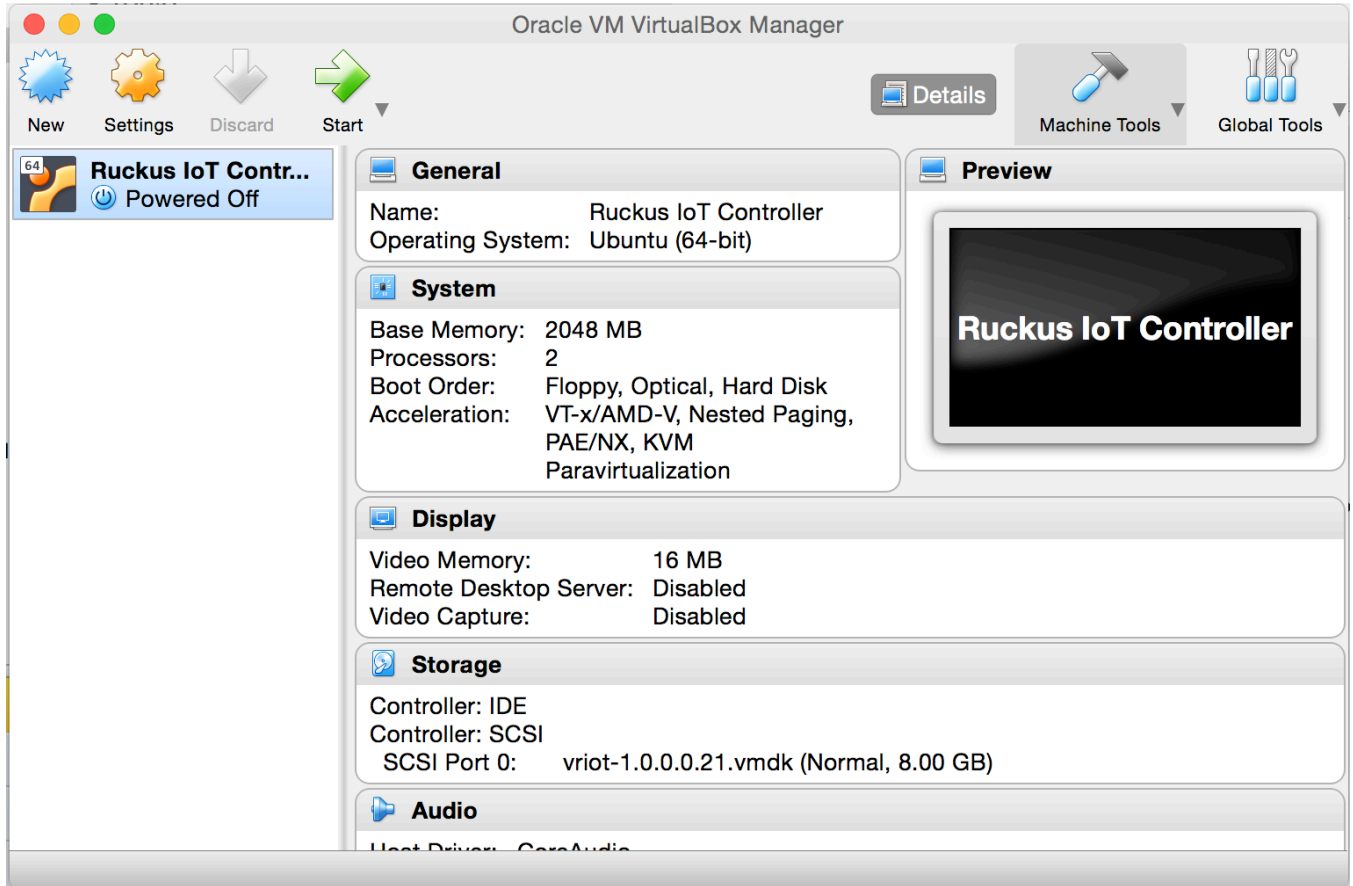 Oracle VM VirtualBox Manager
New
Settings
Discard
Start
Details
Machine Tools
Global Tools
64
Ruckus IoT Contr...
Powered Off
General
Name: Ruckus IoT Controller
Operating System: Ubuntu (64-bit)
System
Base Memory: 2048 MB
Processors: 2
Boot Order: Floppy, Optical, Hard Disk
Acceleration: VT-x/AMD-V, Nested Paging,
PAE/NX, KVM
Paravirtualization
Preview
Ruckus IoT Controller
Display
Video Memory: 16 MB
Remote Desktop Server: Disabled
Video Capture: Disabled
Storage
Controller: IDE
Controller: SCSI
SCSI Port 0: vriot-1.0.0.0.21.vmdk (Normal, 8.00 GB)
Audio
Host Driver: CoreAudio